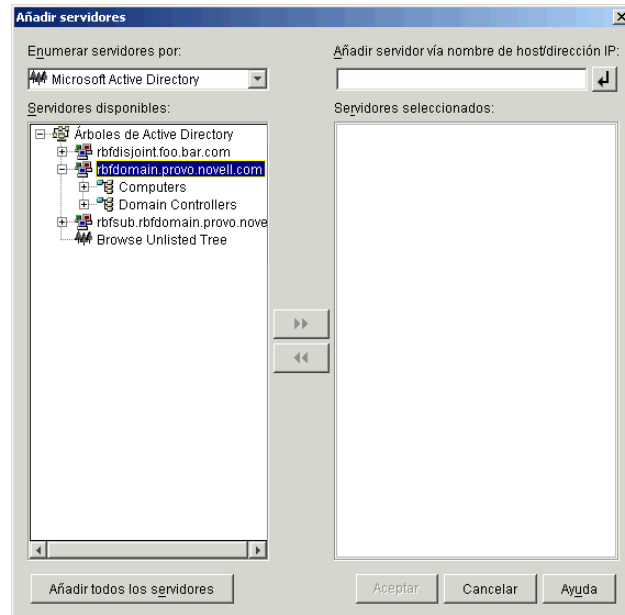 Añadir servidores
Enumerar servidores por:
Microsoft Active Directory
Añadir servidor vía nombre de host/dirección IP:
Servidores disponibles:
Árboles de Active Directory
rbfdisjoint.foo.bar.com
rbfdomain.provo.novell.com
Computers
Domain Controllers
rbfsub.rbfdomain.provo.nove
Browse Unlisted Tree
Servidores seleccionados:
Añadir todos los servidores
Aceptar
Cancelar
Ayuda